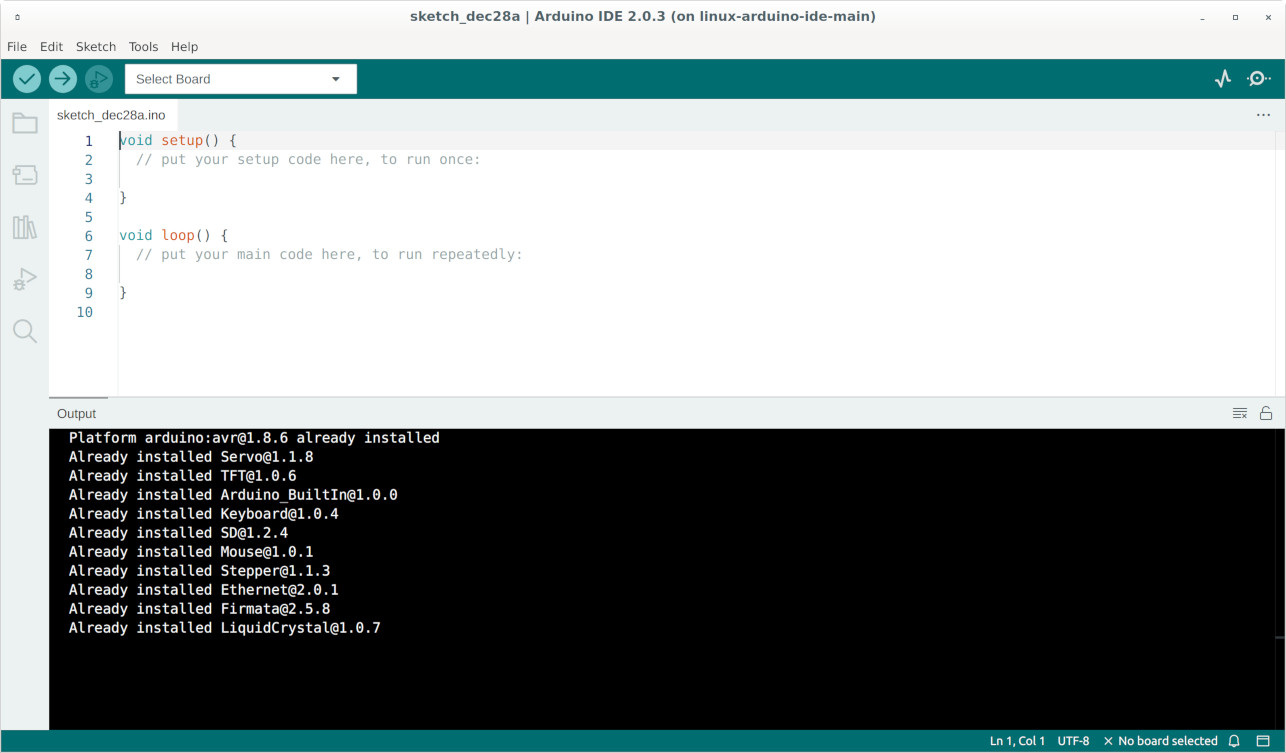 sketch_dec28a | Arduino IDE 2.0.3 (on linux-arduino-ide-main)
File Edit Sketch Tools Help
Select Board
sketch_dec28a.ino
1 void setup() {
2 // put your setup code here, to run once:
3
4 }
5
6 void loop() {
7 // put your main code here, to run repeatedly:
8
9 }
10
Output
Platform arduino:avr@1.8.6 already installed
Already installed Servo@1.1.8
Already installed TFT@1.0.6
Already installed Arduino_BuiltIn@1.0.0
Already installed Keyboard@1.0.4
Already installed SD@1.2.4
Already installed Mouse@1.0.1
Already installed Stepper@1.1.3
Already installed Ethernet@2.0.1
Already installed Firmata@2.5.8
Already installed LiquidCrystal@1.0.7
Ln 1, Col 1 UTF-8 × No board selected